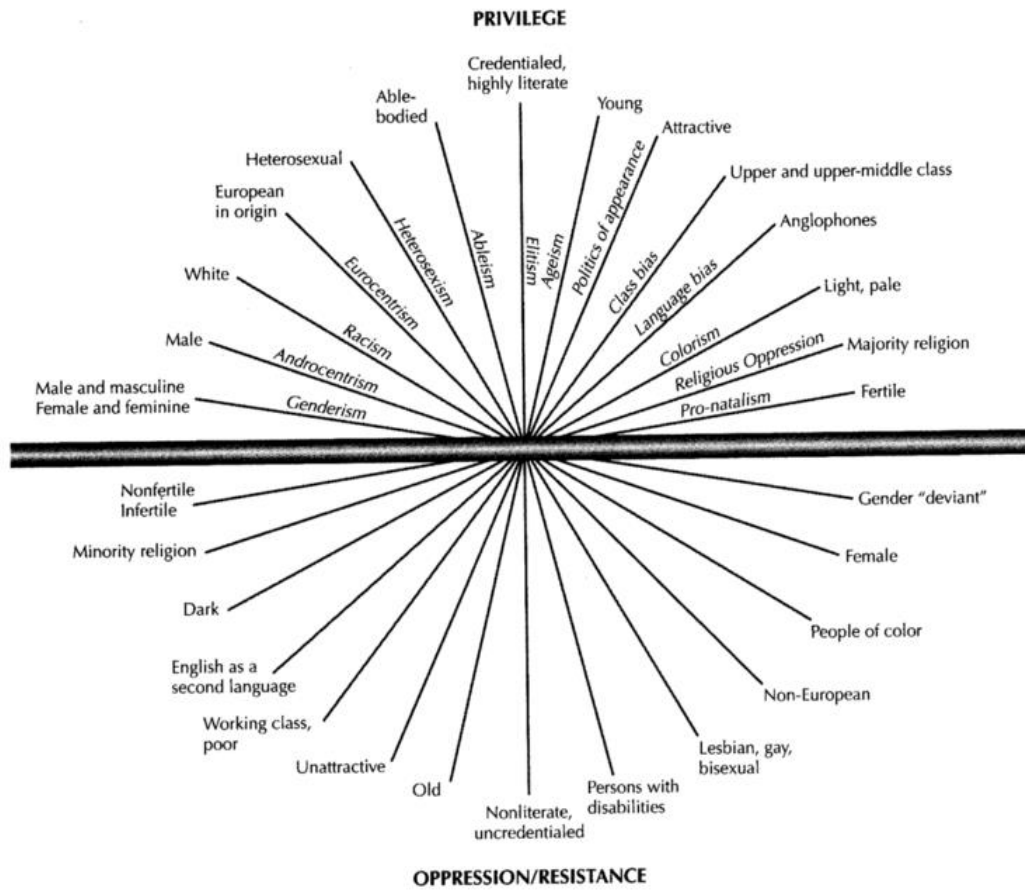 PRIVILEGE
Credentialed,
highly literate
Able-
bodied
Young
Attractive
Heterosexual
Upper and upper-middle class
European
in origin
Anglophones
White
Light, pale
Male
Majority religion
Male and masculine
Female and feminine
Fertile
Genderism
Androcentrism
Racism
Eurocentrism
Heterosexism
Ableism
Elitism
Ageism
Politics of appearance
Class bias
Language bias
Colorism
Religious Oppression
Pro-natalism
Nonfertile
Infertile
Gender “deviant”
Minority religion
Female
Dark
People of color
English as a
second language
Non-European
Working class,
poor
Lesbian, gay,
bisexual
Unattractive
Old
Persons with
disabilities
Nonliterate,
uncredentialed
OPPRESSION/RESISTANCE